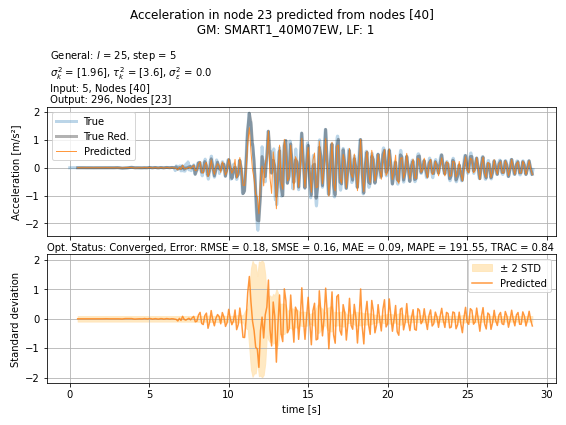 Acceleration in node 23 predicted from nodes [40]
GM: SMART1_40M07EW, LF: 1
General: l = 25, step = 5
σ²ₖ = [1.96], τ²ₖ = [3.6], σ²ₑ = 0.0
Input: 5, Nodes [40]
Output: 296, Nodes [23]
Acceleration [m/s²]
2
1
0
−1
−2
True
True Red.
Predicted
Opt. Status: Converged, Error: RMSE = 0.18, SMSE = 0.16, MAE = 0.09, MAPE = 191.55, TRAC = 0.84
Standard deviation
2
1
0
−1
−2
± 2 STD
Predicted
0 5 10 15 20 25 30
time [s]